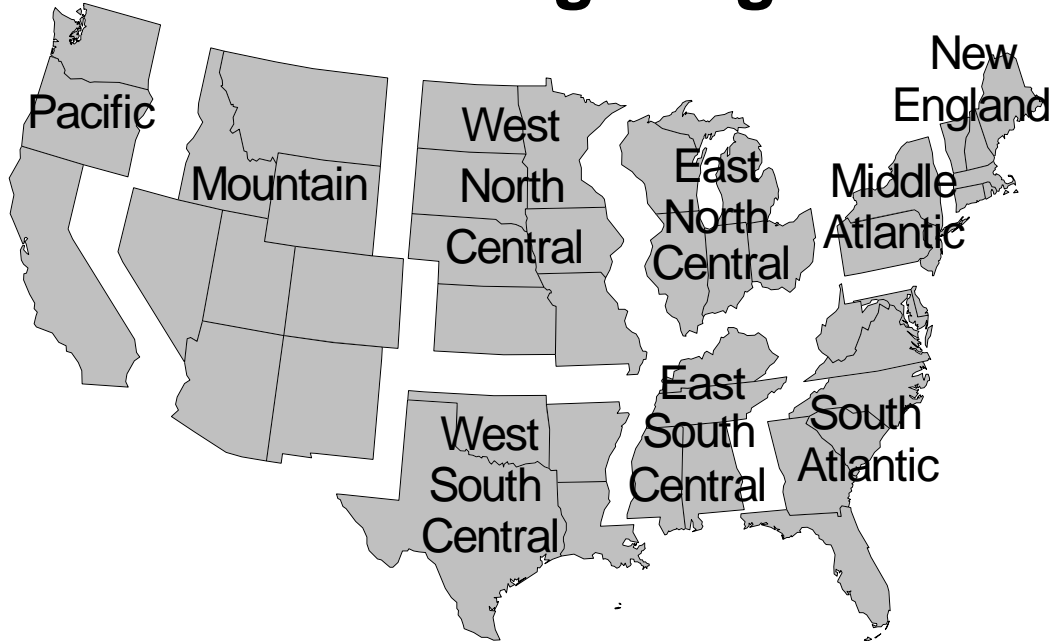 Pacific
Mountain
West
North
Central
East
North
Central
New
England
Middle
Atlantic
West
South
Central
East
South
Central
South
Atlantic